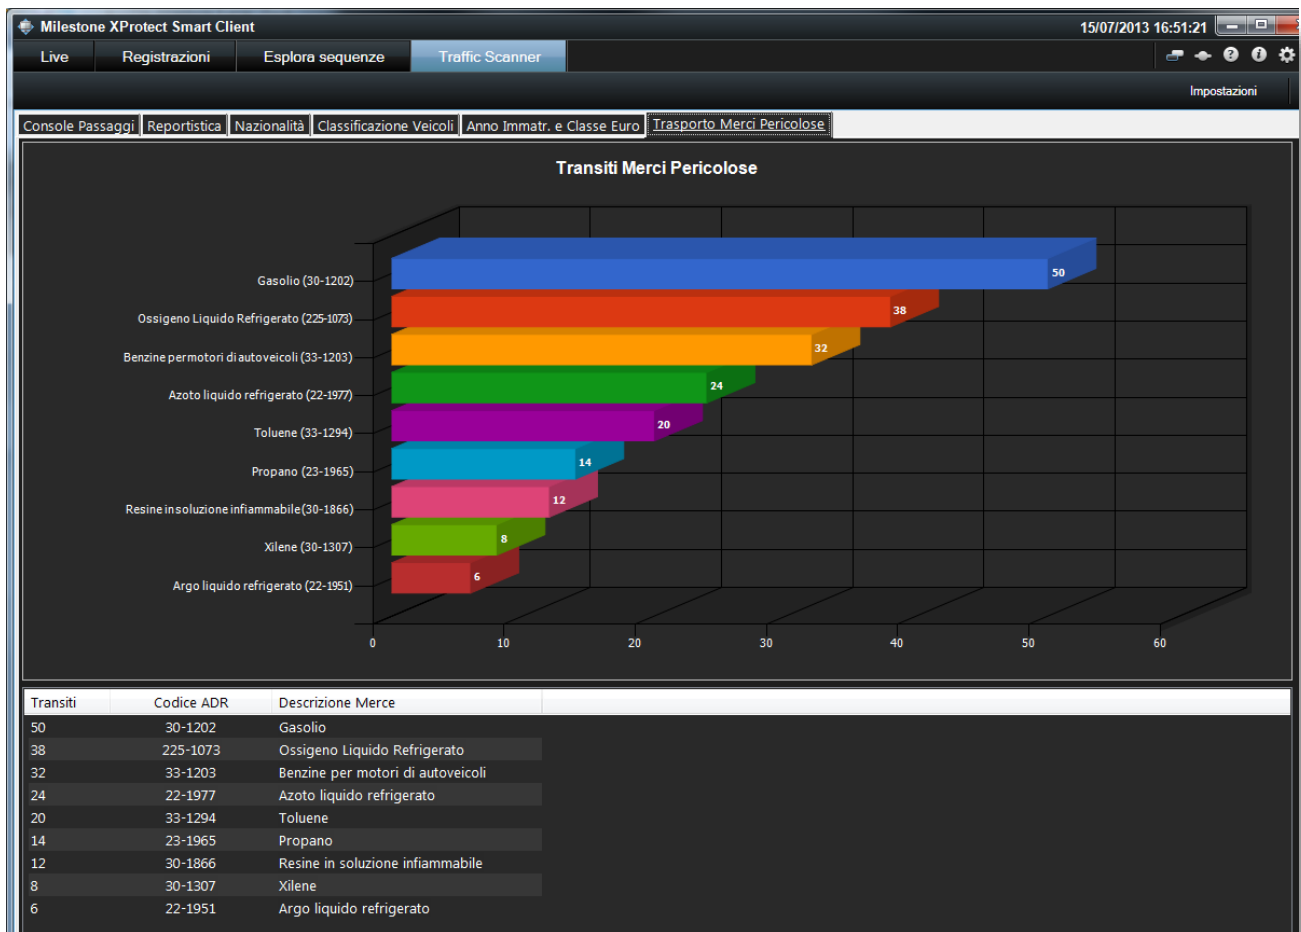 Milestone XProtect Smart Client 15/07/2013 16:51:21
Live Registrazioni Esplora sequenze Traffic Scanner
Impostazioni
Console Passaggi Reportistica Nazionalità Classificazione Veicoli Anno Immatr. e Classe Euro Trasporto Merci Pericolose
Transiti Merci Pericolose
Gasolio (30-1202) 50
Ossigeno Liquido Refrigerato (225-1073) 38
Benzine permotori di autoveicoli (33-1203) 32
Azoto liquido refrigerato (22-1977) 24
Toluene (33-1294) 20
Propano (23-1965) 14
Resine insoluzione infiammabile (30-1866) 12
Xilene (30-1307) 8
Argo liquido refrigerato (22-1951) 6
0 10 20 30 40 50 60
Transiti Codice ADR Descrizione Merce
50 30-1202 Gasolio
38 225-1073 Ossigeno Liquido Refrigerato
32 33-1203 Benzine per motori di autoveicoli
24 22-1977 Azoto liquido refrigerato
20 33-1294 Toluene
14 23-1965 Propano
12 30-1866 Resine in soluzione infiammabile
8 30-1307 Xilene
6 22-1951 Argo liquido refrigerato